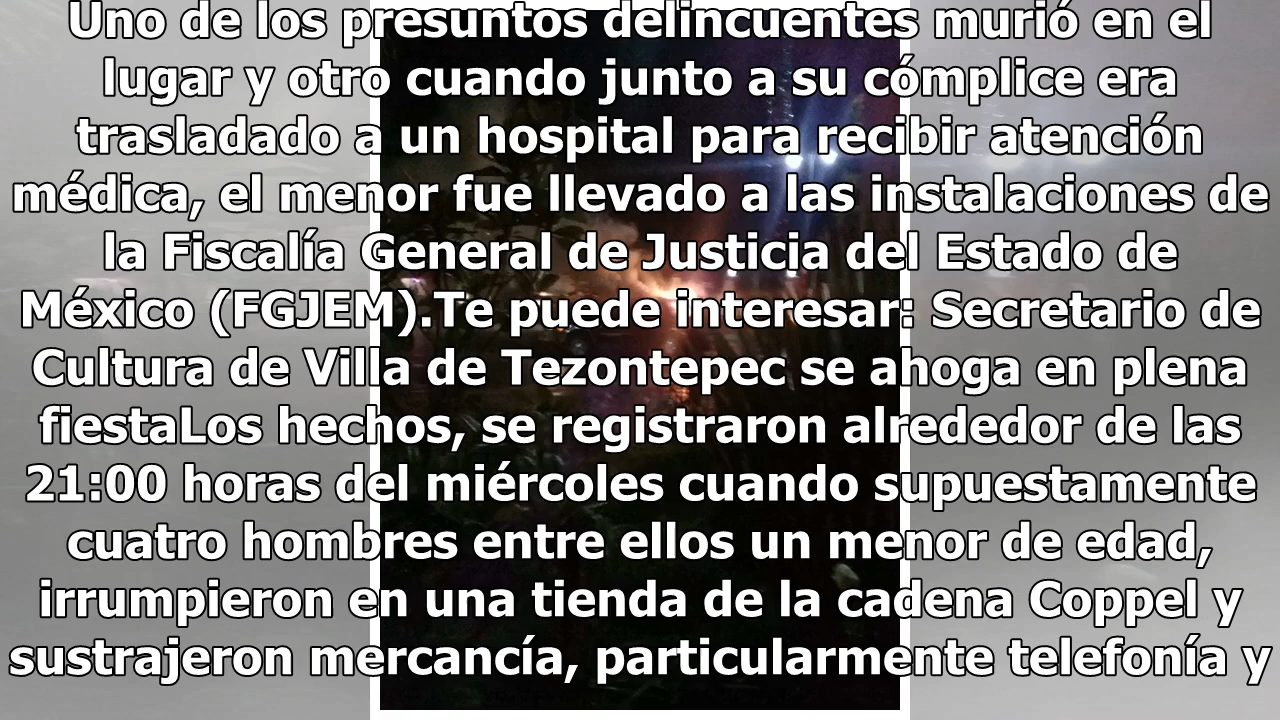 Uno de los presuntos delincuentes murió en el
lugar y otro cuando junto a su cómplice era
trasladado a un hospital para recibir atención
médica, el menor fue llevado a las instalaciones de
la Fiscalía General de Justicia del Estado de
México (FGJEM).Te puede interesar: Secretario de
Cultura de Villa de Tezontepec se ahoga en plena
fiestaLos hechos, se registraron alrededor de las
21:00 horas del miércoles cuando supuestamente
cuatro hombres entre ellos un menor de edad,
irrumpieron en una tienda de la cadena Coppel y
sustrajeron mercancía, particularmente telefonía y